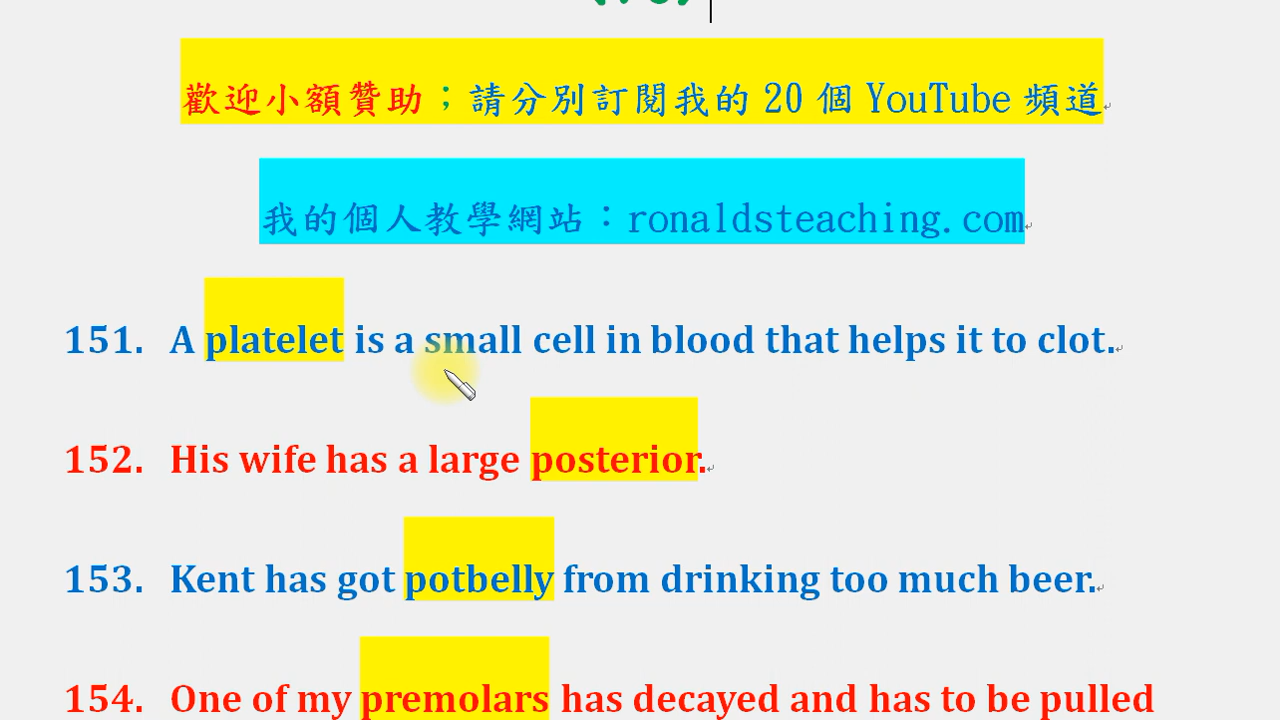 歡迎小額贊助；請分別訂閱我的 20 個 YouTube 頻道
我的個人教學網站：ronaldsteaching.com
151. A platelet is a small cell in blood that helps it to clot.
152. His wife has a large posterior.
153. Kent has got potbelly from drinking too much beer.
154. One of my premolars has decayed and has to be pulled